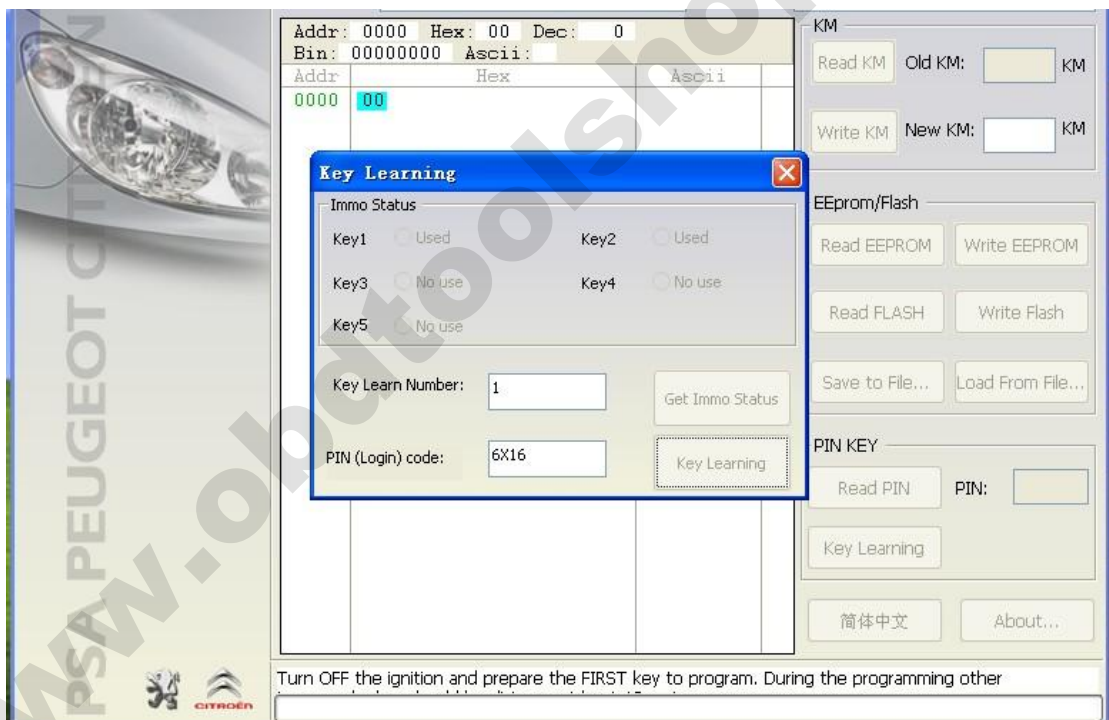 PSA PEUGEOT CITROEN
CITROËN
Addr: 0000 Hex: 00 Dec: 0
Bin: 00000000 Ascii:
Addr Hex Ascii
0000 00
Key Learning
Immo Status
Key1 Used Key2 Used
Key3 No use Key4 No use
Key5 No use
Key Learn Number: 1
Get Immo Status
PIN (Login) code: 6X16
Key Learning
KM
Read KM Old KM: KM
Write KM New KM: KM
EEprom/Flash
Read EEPROM Write EEPROM
Read FLASH Write Flash
Save to File... Load From File...
PIN KEY
Read PIN PIN:
Key Learning
简体中文 About...
Turn OFF the ignition and prepare the FIRST key to program. During the programming other
www.obdtoolsho